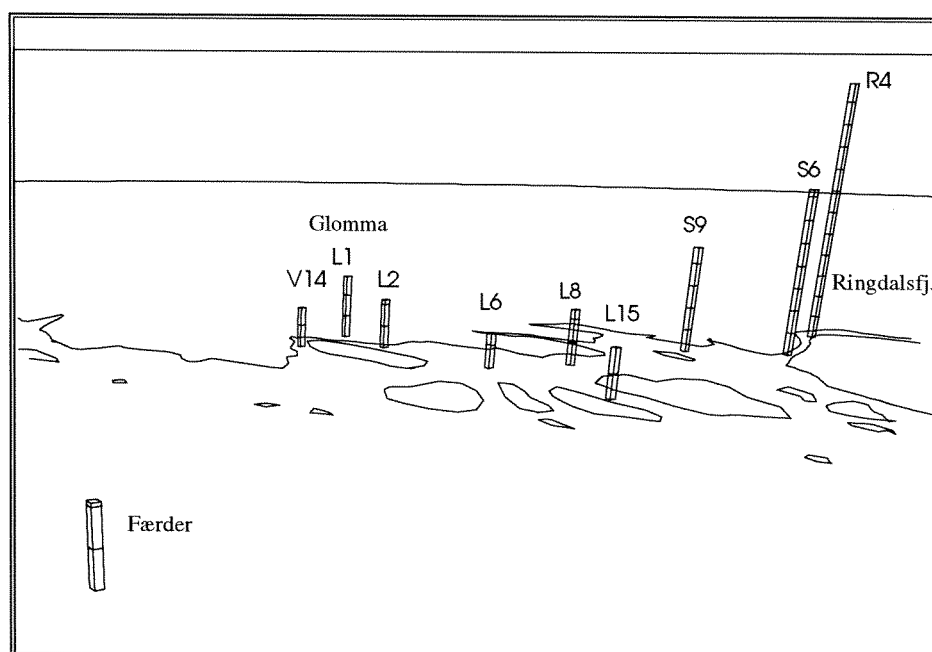 R4
S6
S9
Glomma
L1
V14
L2
L8
Ringdalsfj.
L6
L15
Færder